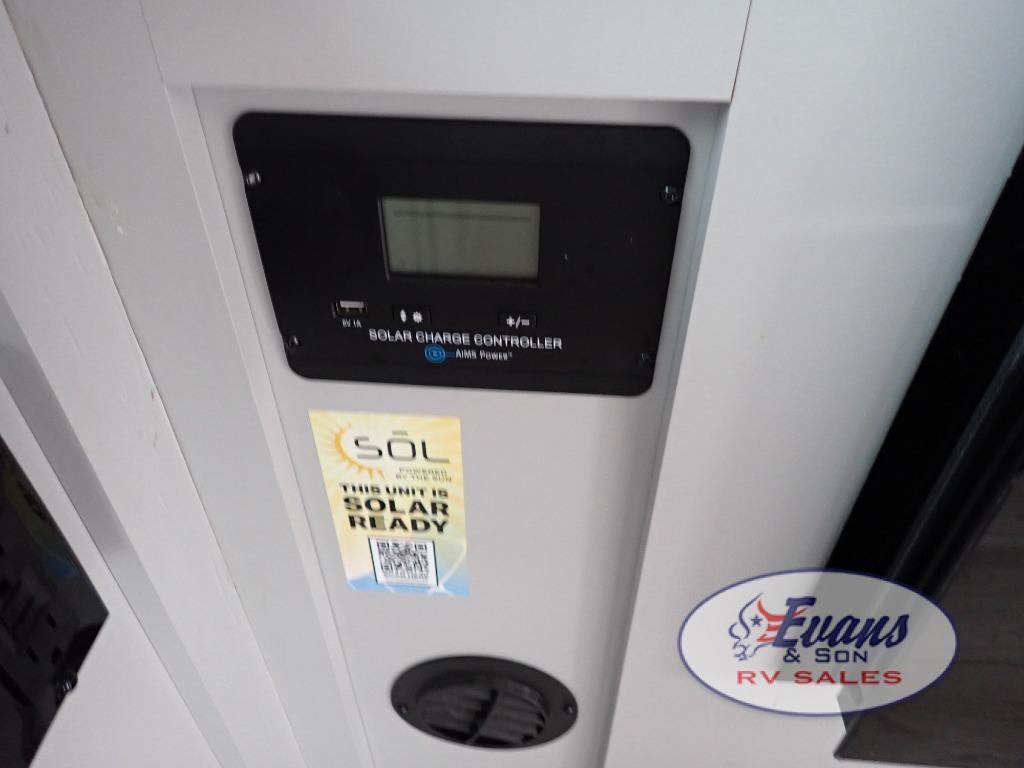 5V 1A
SOLAR CHARGE CONTROLLER
AIMS Power
SŌL
POWERED
BY THE SUN
THIS UNIT IS
SOLAR
READY
Evans
& Son
RV SALES